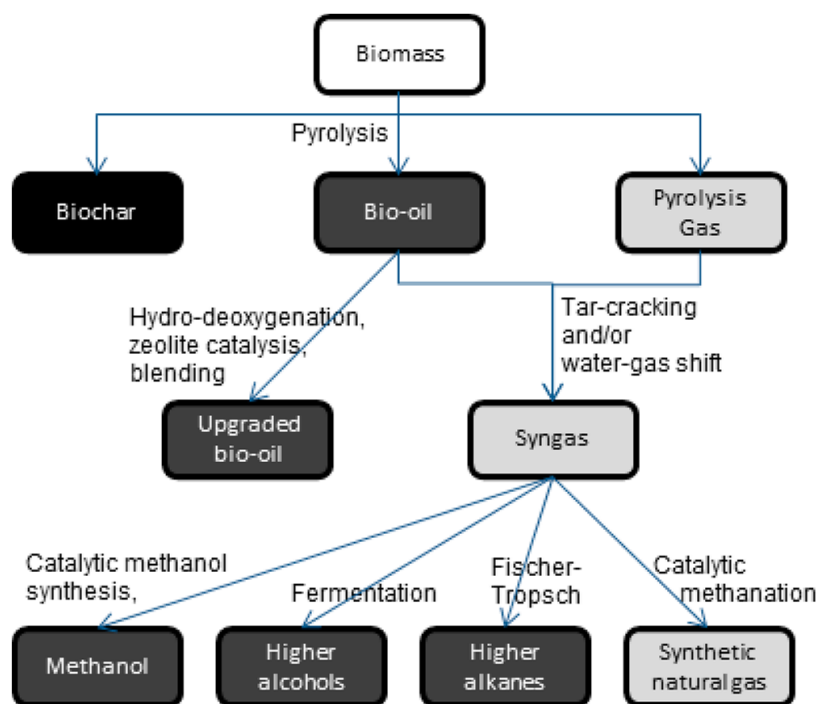 Biomass
Pyrolysis
Biochar
Bio-oil
Pyrolysis
Gas
Hydro-deoxygenation,
zeolite catalysis,
blending
Tar-cracking
and/or
water-gas shift
Upgraded
bio-oil
Syngas
Catalytic methanol
synthesis,
Fermentation
Fischer-
Tropsch
Catalytic
methanation
Methanol
Higher
alcohols
Higher
alkanes
Synthetic
naturalgas